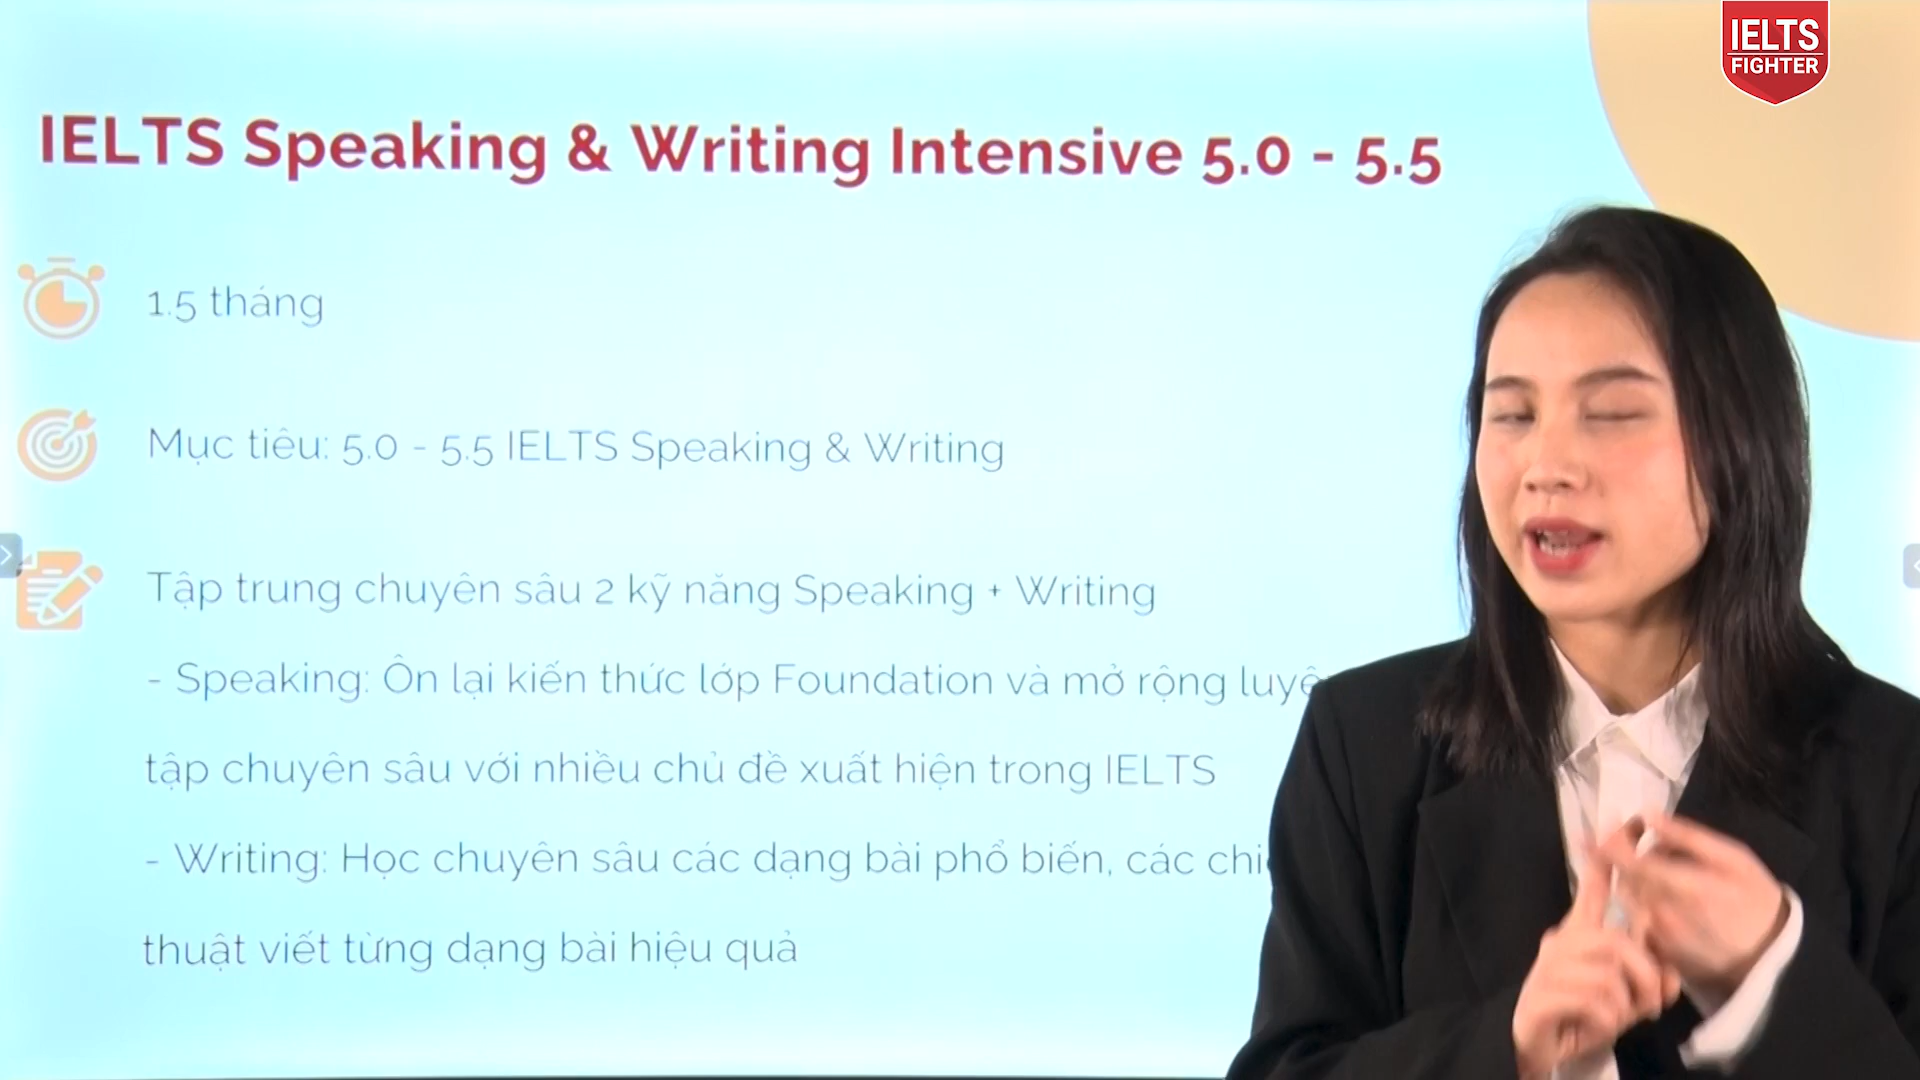 IELTS
FIGHTER
IELTS Speaking & Writing Intensive 5.0 - 5.5
1.5 tháng
Mục tiêu: 5.0 - 5.5 IELTS Speaking & Writing
Tập trung chuyên sâu 2 kỹ năng Speaking + Writing
- Speaking: Ôn lại kiến thức lớp Foundation và mở rộng
tập chuyên sâu với nhiều chủ đề xuất hiện trong IELTS
- Writing: Học chuyên sâu các dạng bài phổ biến, các
thuật viết từng dạng bài hiệu quả